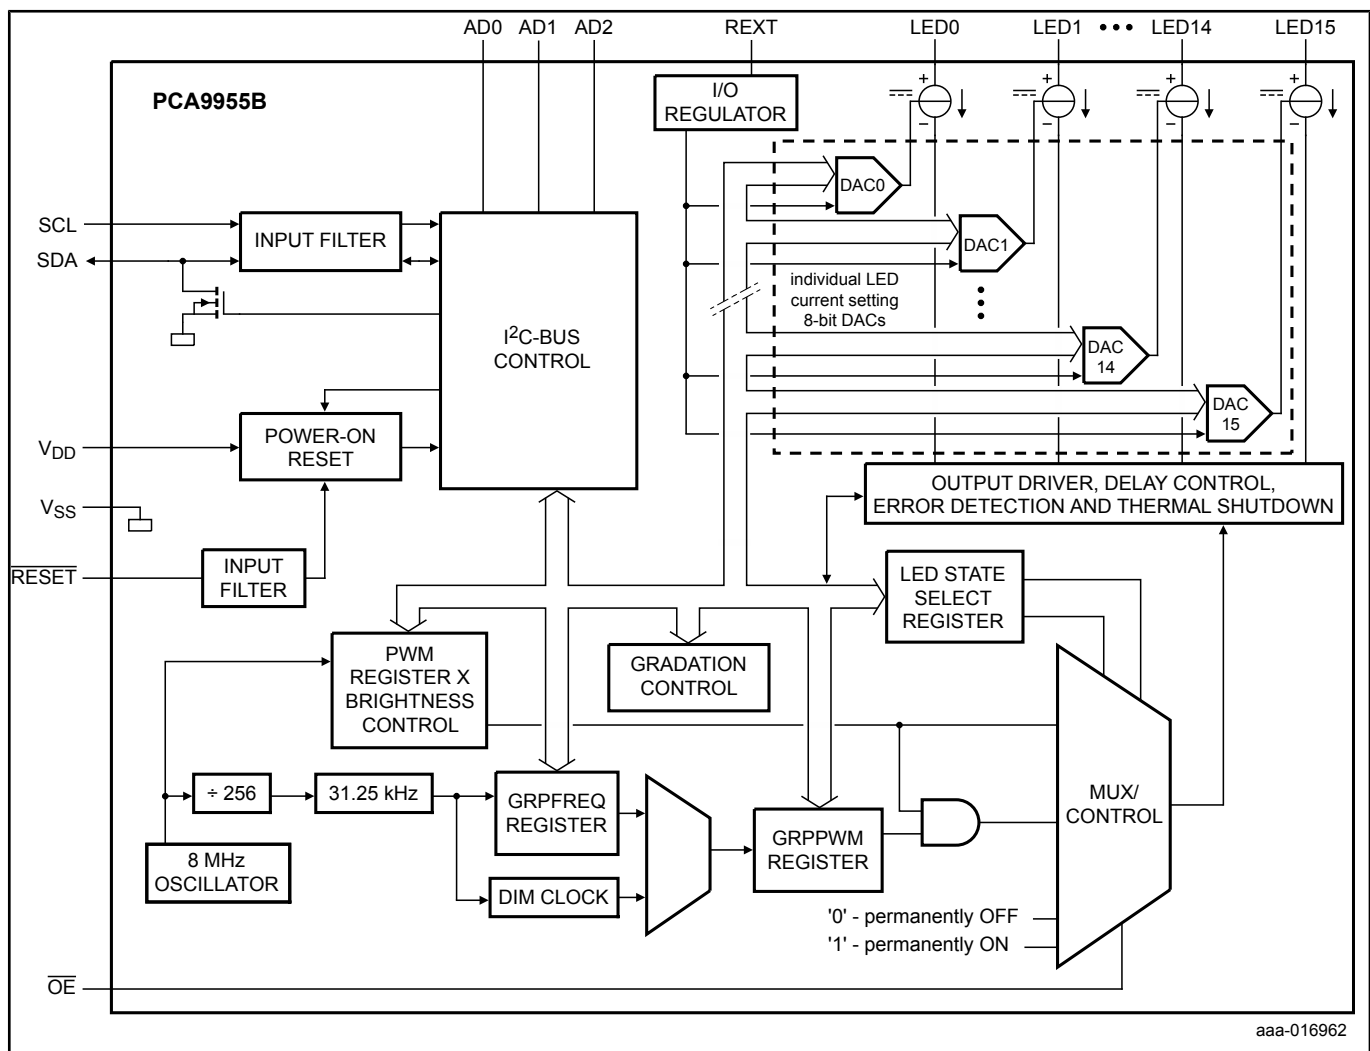 AD0 AD1 AD2 REXT LED0 LED1 LED14 LED15
PCA9955B
I/O
REGULATOR
+ + + +
− − − −
DAC0
SCL
INPUT FILTER
SDA
DAC1
individual LED
current setting
8-bit DACs
I²C-BUS
CONTROL
DAC
14
DAC
15
VDD
POWER-ON
RESET
OUTPUT DRIVER, DELAY CONTROL,
ERROR DETECTION AND THERMAL SHUTDOWN
VSS
RESET
INPUT
FILTER
LED STATE
SELECT
REGISTER
PWM
REGISTER X
BRIGHTNESS
CONTROL
GRADATION
CONTROL
÷ 256
31.25 kHz
GRPFREQ
REGISTER
MUX/
CONTROL
8 MHz
OSCILLATOR
GRPPWM
REGISTER
DIM CLOCK
'0' - permanently OFF
'1' - permanently ON
OE
aaa-016962